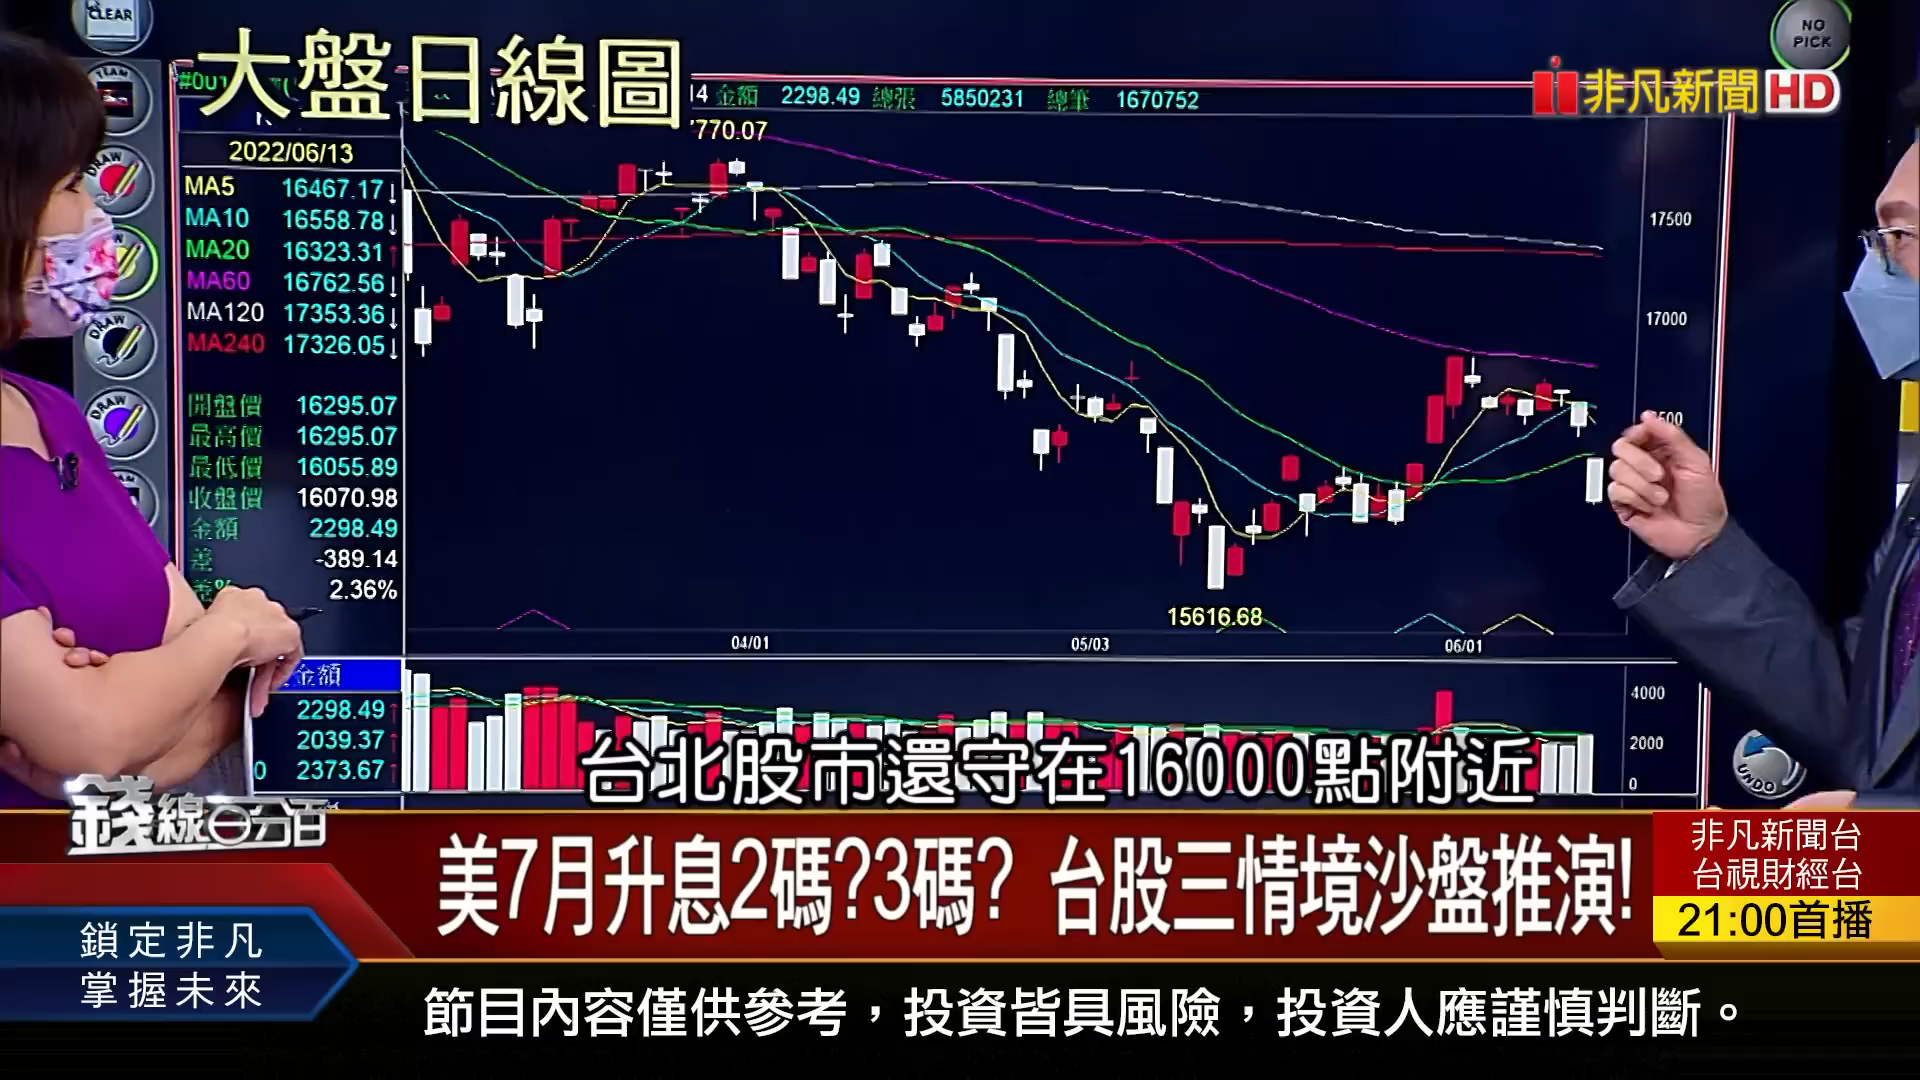 CLEAR
NO
PICK
大盤日線圖
非凡新聞HD
14 金額 2298.49 總張 5850231 總筆 1670752
TEAM
770.07
2022/06/13
MA5 16467.17↓
MA10 16558.78↓
MA20 16323.31↑
MA60 16762.56↓
MA120 17353.36↓
MA240 17326.05↓
DRAW
DRAW
DRAW
17500
17000
開盤價 16295.07
最高價 16295.07
最低價 16055.89
收盤價 16070.98
金額 2298.49
差 -389.14
差% 2.36%
15616.68
04/01 05/03 06/01
金額
2298.49↑
2039.37↑
2373.67↑
4000
2000
0
UNDO
台北股市還守在16000點附近
錢線百分百
美7月升息2碼?3碼? 台股三情境沙盤推演!
非凡新聞台
台視財經台
21:00首播
鎖定非凡
掌握未來
節目內容僅供參考，投資皆具風險，投資人應謹慎判斷。